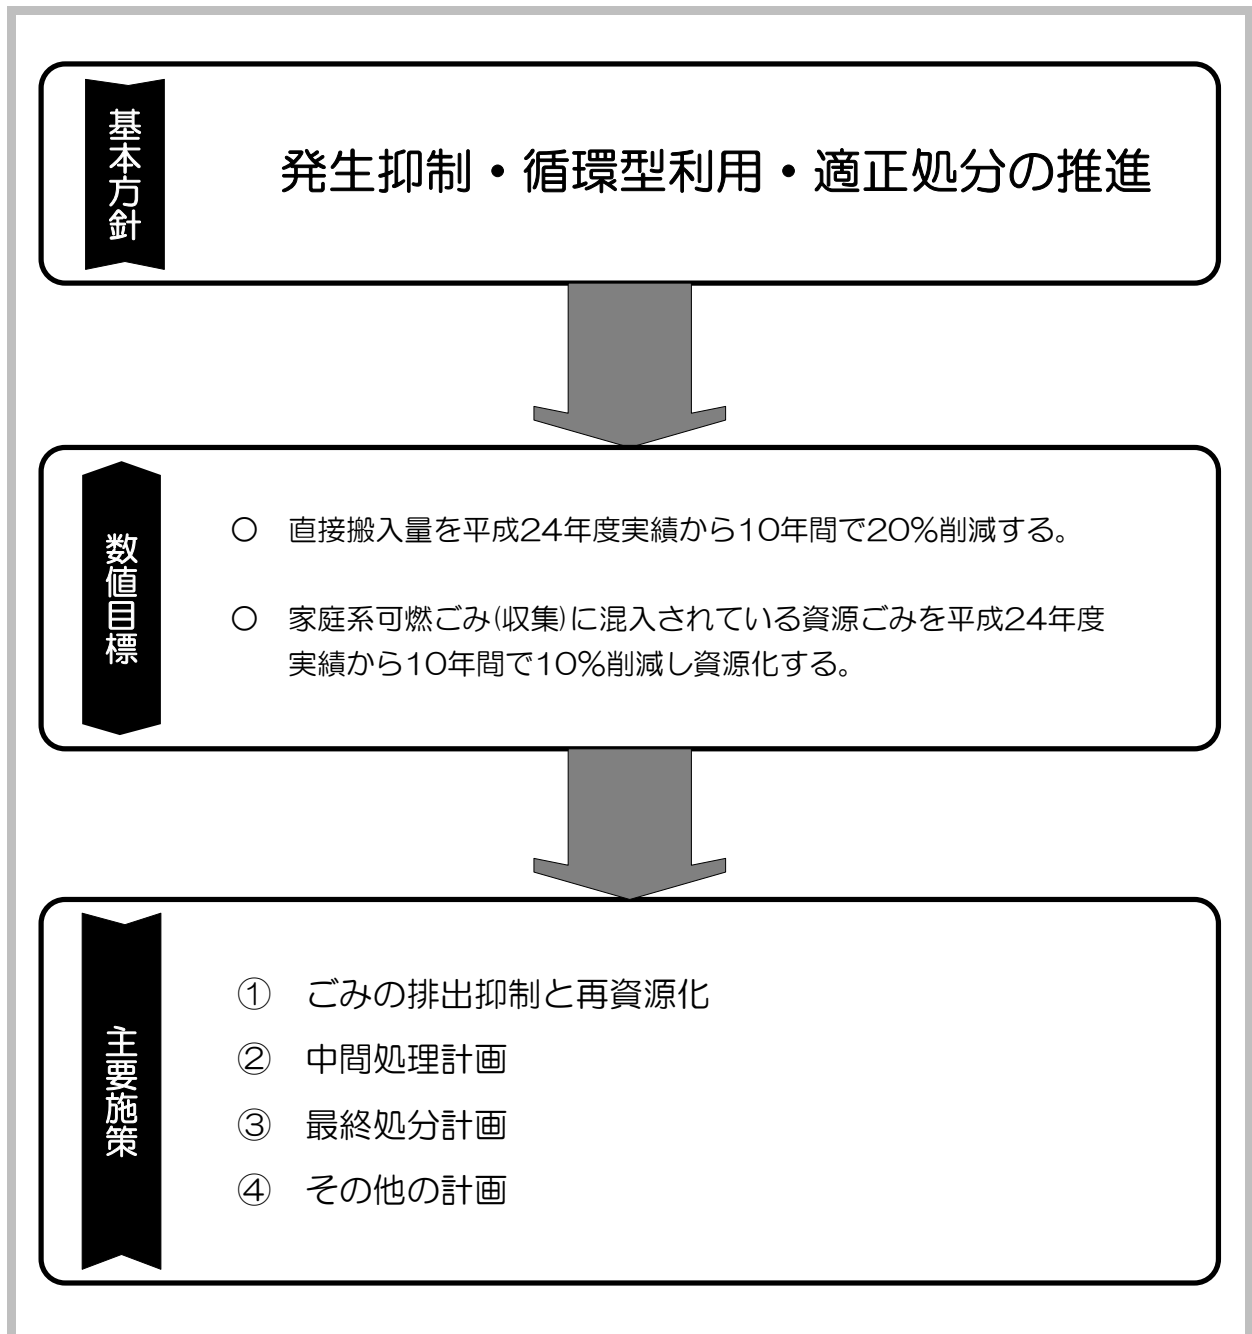 基本方針
発生抑制・循環型利用・適正処分の推進
数値目標
○ 直接搬入量を平成24年度実績から10年間で20%削減する。
○ 家庭系可燃ごみ(収集)に混入されている資源ごみを平成24年度
実績から10年間で10%削減し資源化する。
主要施策
① ごみの排出抑制と再資源化
② 中間処理計画
③ 最終処分計画
④ その他の計画